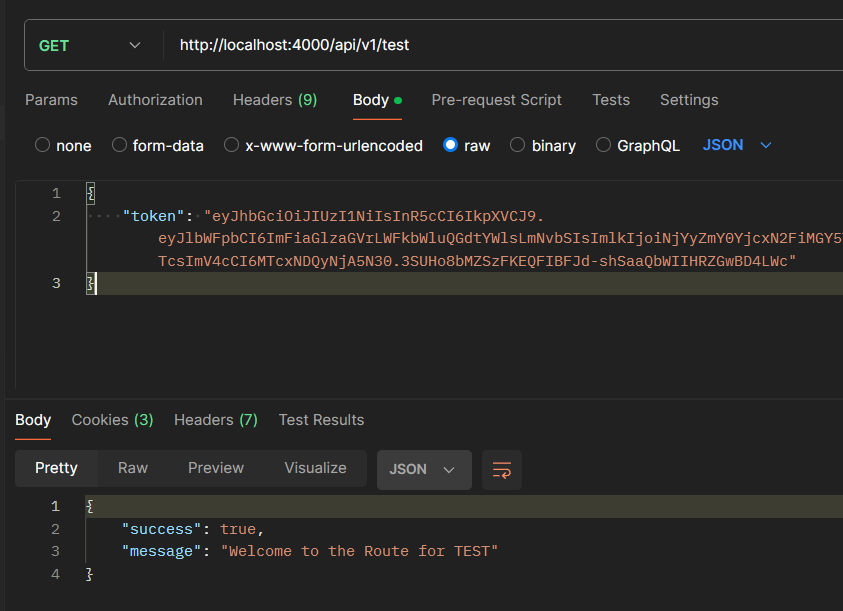 GET http://localhost:4000/api/v1/test
Params Authorization Headers (9) Body Pre-request Script Tests Settings
none form-data x-www-form-urlencoded raw binary GraphQL JSON
1 {
2 "token": "eyJhbGciOiJIUzI1NiIsInR5cCI6IkpXVCJ9.
eyJlbWFpbCI6ImFiaGlzaGVrLWFkbWluQGdtYWlsLmNvbSIsImlkIjoiNjYyZmY0YjcxN2FiMGY5
TcsImV4cCI6MTcxNDQyNjA5N30.3SUHo8bMZSzFKEQFIBFJd-shSaaQbWIIHRZGwBD4LWc"
3 }
Body Cookies (3) Headers (7) Test Results
Pretty Raw Preview Visualize JSON
1 {
2 "success": true,
3 "message": "Welcome to the Route for TEST"
4 }